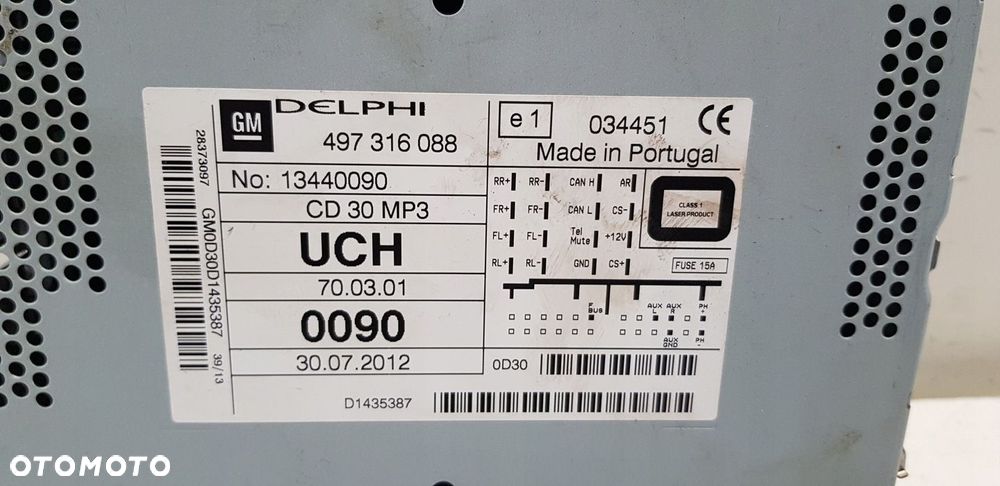 GM DELPHI
497 316 088
No: 13440090
CD 30 MP3
UCH
70.03.01
0090
30.07.2012
D1435387
28373097
GM0D30D1435387
39/13
e1 034451 CE
Made in Portugal
RR+ RR- CAN H AR
FR+ FR- CAN L CS-
FL+ FL- Tel Mute +12V
RL+ RL- GND CS+
CLASS 1
LASER PRODUCT
FUSE 15A
F BUS
AUX L
AUX R
PH +
AUX GND
PH -
0D30
OTOMOTO